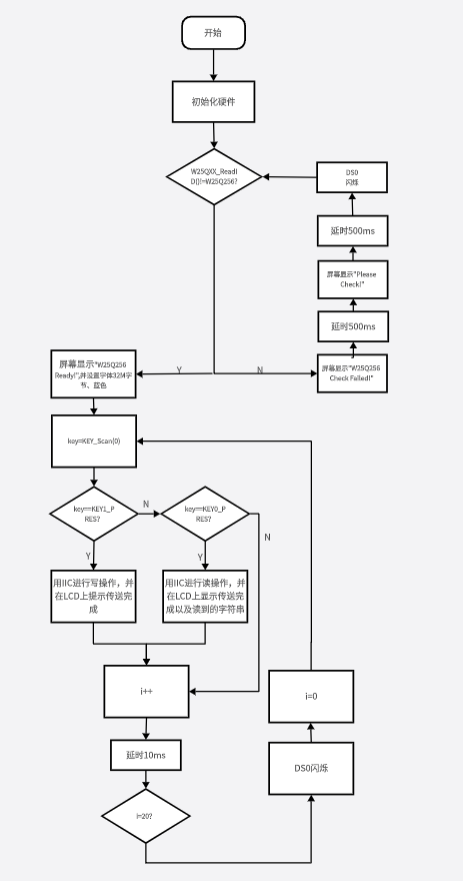 开始
初始化硬件
W25QXX_ReadI
D()!=W25Q256?
DS0
闪烁
延时500ms
屏幕显示"Please
Check!"
延时500ms
屏幕显示"W25Q256
Check Failed!"
Y
N
屏幕显示"W25Q256
Ready!",并设置字体32M字
节、蓝色
key=KEY_Scan(0)
key==KEY1_P
RES?
N
key==KEY0_P
RES?
N
Y
Y
用IIC进行写操作，并
在LCD上提示传送完
成
用IIC进行读操作，并
在LCD上显示传送完
成以及读到的字符串
i++
i=0
延时10ms
DS0闪烁
i=20?